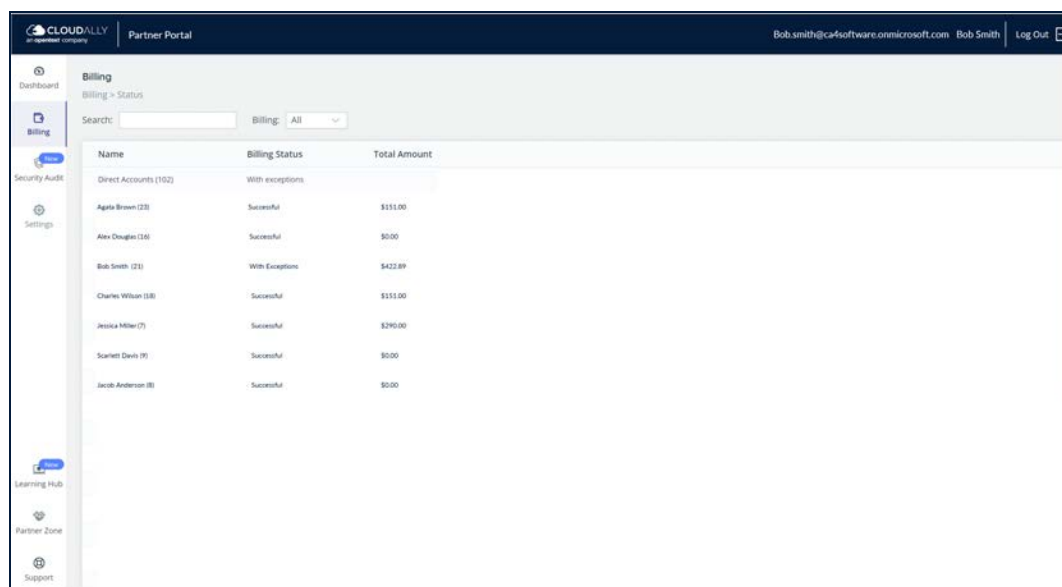 CLOUDALLY
an opentext company
Partner Portal
Bob.smith@ca4software.onmicrosoft.com Bob Smith
Log Out
Dashboard
Billing
New
Security Audit
Settings
New
Learning Hub
Partner Zone
Support
Billing
Billing > Status
Search:
Billing: All
Name Billing Status Total Amount
Direct Accounts (102) With exceptions
Agata Brown (23) Successful $151.00
Alex Douglas (16) Successful $0.00
Bob Smith (21) With Exceptions $422.89
Charles Wilson (18) Successful $151.00
Jessica Miller (7) Successful $290.00
Scarlett Davis (9) Successful $0.00
Jacob Anderson (8) Successful $0.00